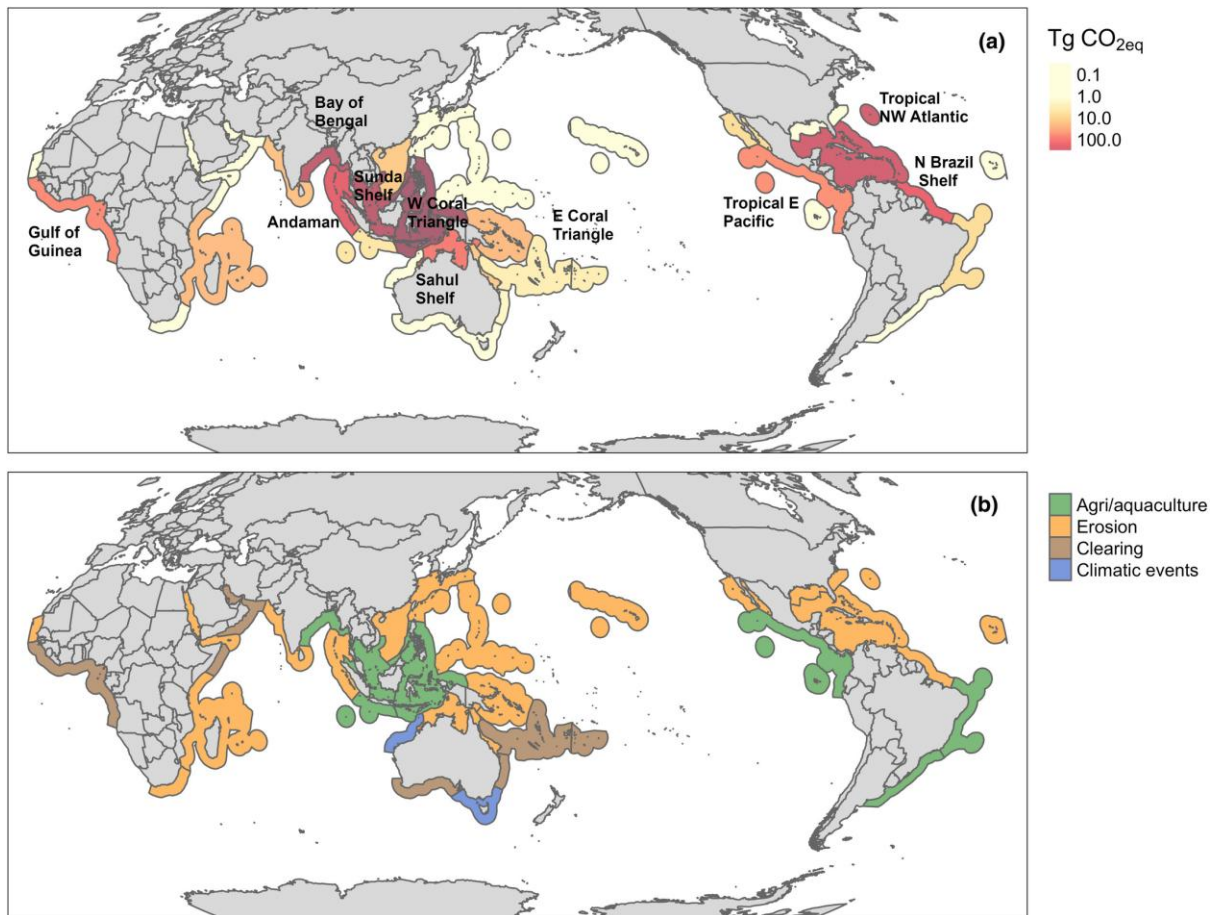 (a)
Tg CO₂eq
0.1
1.0
10.0
100.0
Bay of
Bengal
Tropical
NW Atlantic
Sunda
Shelf
N Brazil
Shelf
W Coral
Triangle
Andaman
E Coral
Triangle
Tropical E
Pacific
Gulf of
Guinea
Sahul
Shelf
(b)
Agri/aquaculture
Erosion
Clearing
Climatic events